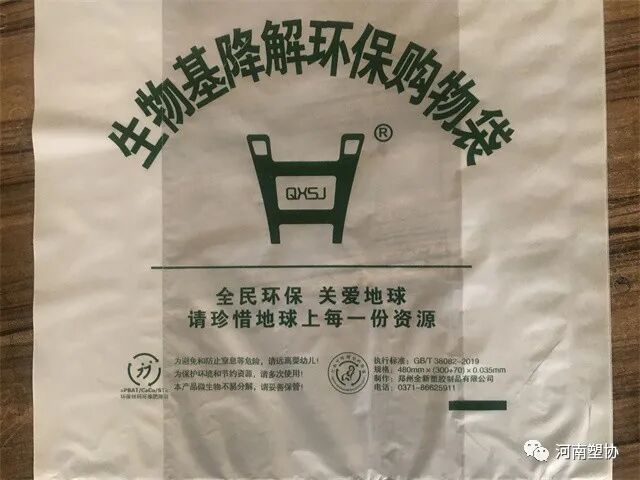 生物基降解环保购物袋
®
QXSJ
全民环保 关爱地球
请珍惜地球上每一份资源
为避免和防止窒息等危险，请远离婴幼儿！
为保护环境和节约资源，请多次使用！
本产品微生物不易分解，请妥善保管！
执行标准：GB/T 38082-2019
规格：480mm×(300+70)×0.035mm
制作：郑州全新塑胶制品有限公司
电话：0371-86625911
河南塑协